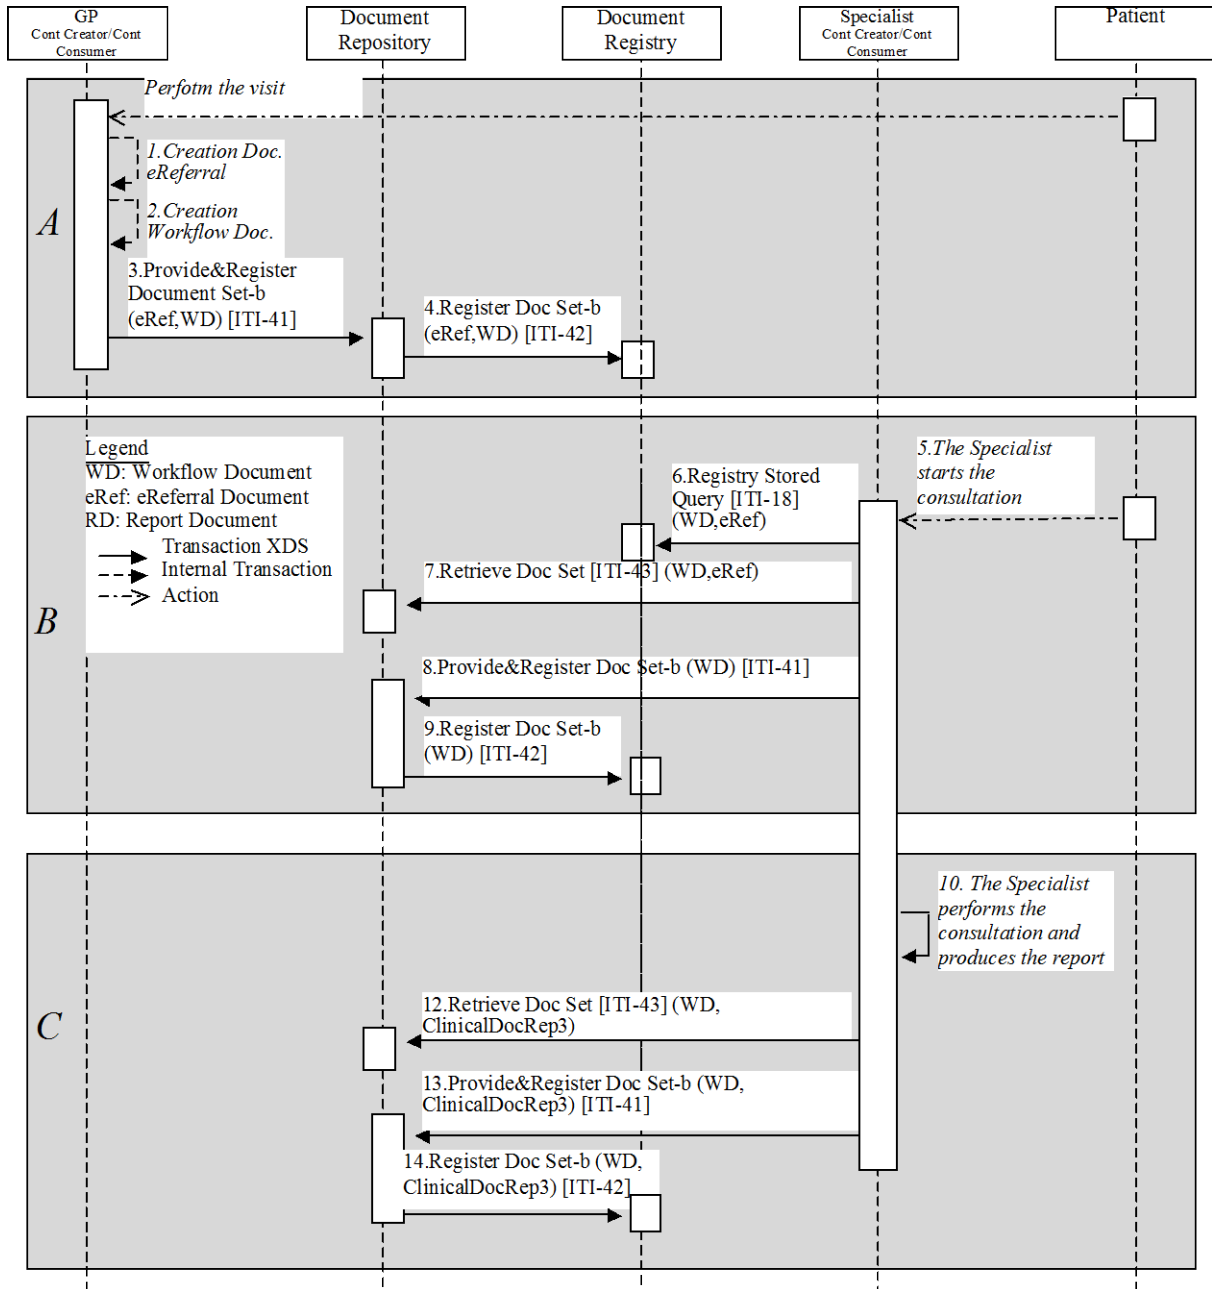 GP
Cont Creator/Cont
Consumer
Document
Repository
Document
Registry
Specialist
Cont Creator/Cont
Consumer
Patient
A
Perfotm the visit
1.Creation Doc.
eReferral
2.Creation
Workflow Doc.
3.Provide&Register
Document Set-b
(eRef,WD) [ITI-41]
4.Register Doc Set-b
(eRef,WD) [ITI-42]
B
Legend
WD: Workflow Document
eRef: eReferral Document
RD: Report Document
Transaction XDS
Internal Transaction
Action
5.The Specialist
starts the
consultation
6.Registry Stored
Query [ITI-18]
(WD,eRef)
7.Retrieve Doc Set [ITI-43] (WD,eRef)
8.Provide&Register Doc Set-b (WD) [ITI-41]
9.Register Doc Set-b
(WD) [ITI-42]
C
10. The Specialist
performs the
consultation and
produces the report
12.Retrieve Doc Set [ITI-43] (WD,
ClinicalDocRep3)
13.Provide&Register Doc Set-b (WD,
ClinicalDocRep3) [ITI-41]
14.Register Doc Set-b (WD,
ClinicalDocRep3) [ITI-42]